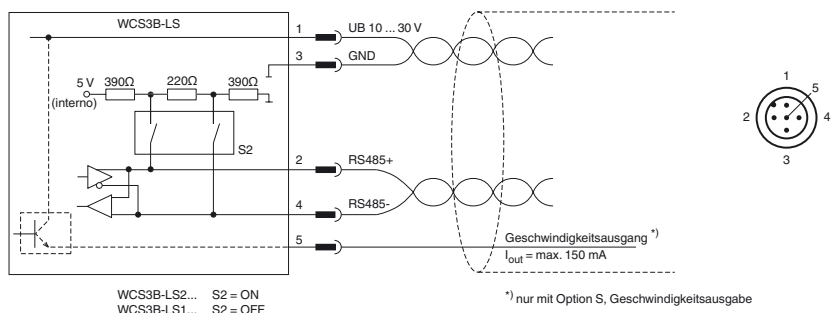 WCS3B-LS
1
UB 10 ... 30 V
3
GND
5 V
(interno)
390Ω
220Ω
390Ω
S2
2
RS485+
4
RS485-
5
Geschwindigkeitsausgang *)
Iout = max. 150 mA
1
5
2
4
3
WCS3B-LS2... S2 = ON
WCS3B-LS1... S2 = OFF
*) nur mit Option S, Geschwindigkeitsausgabe